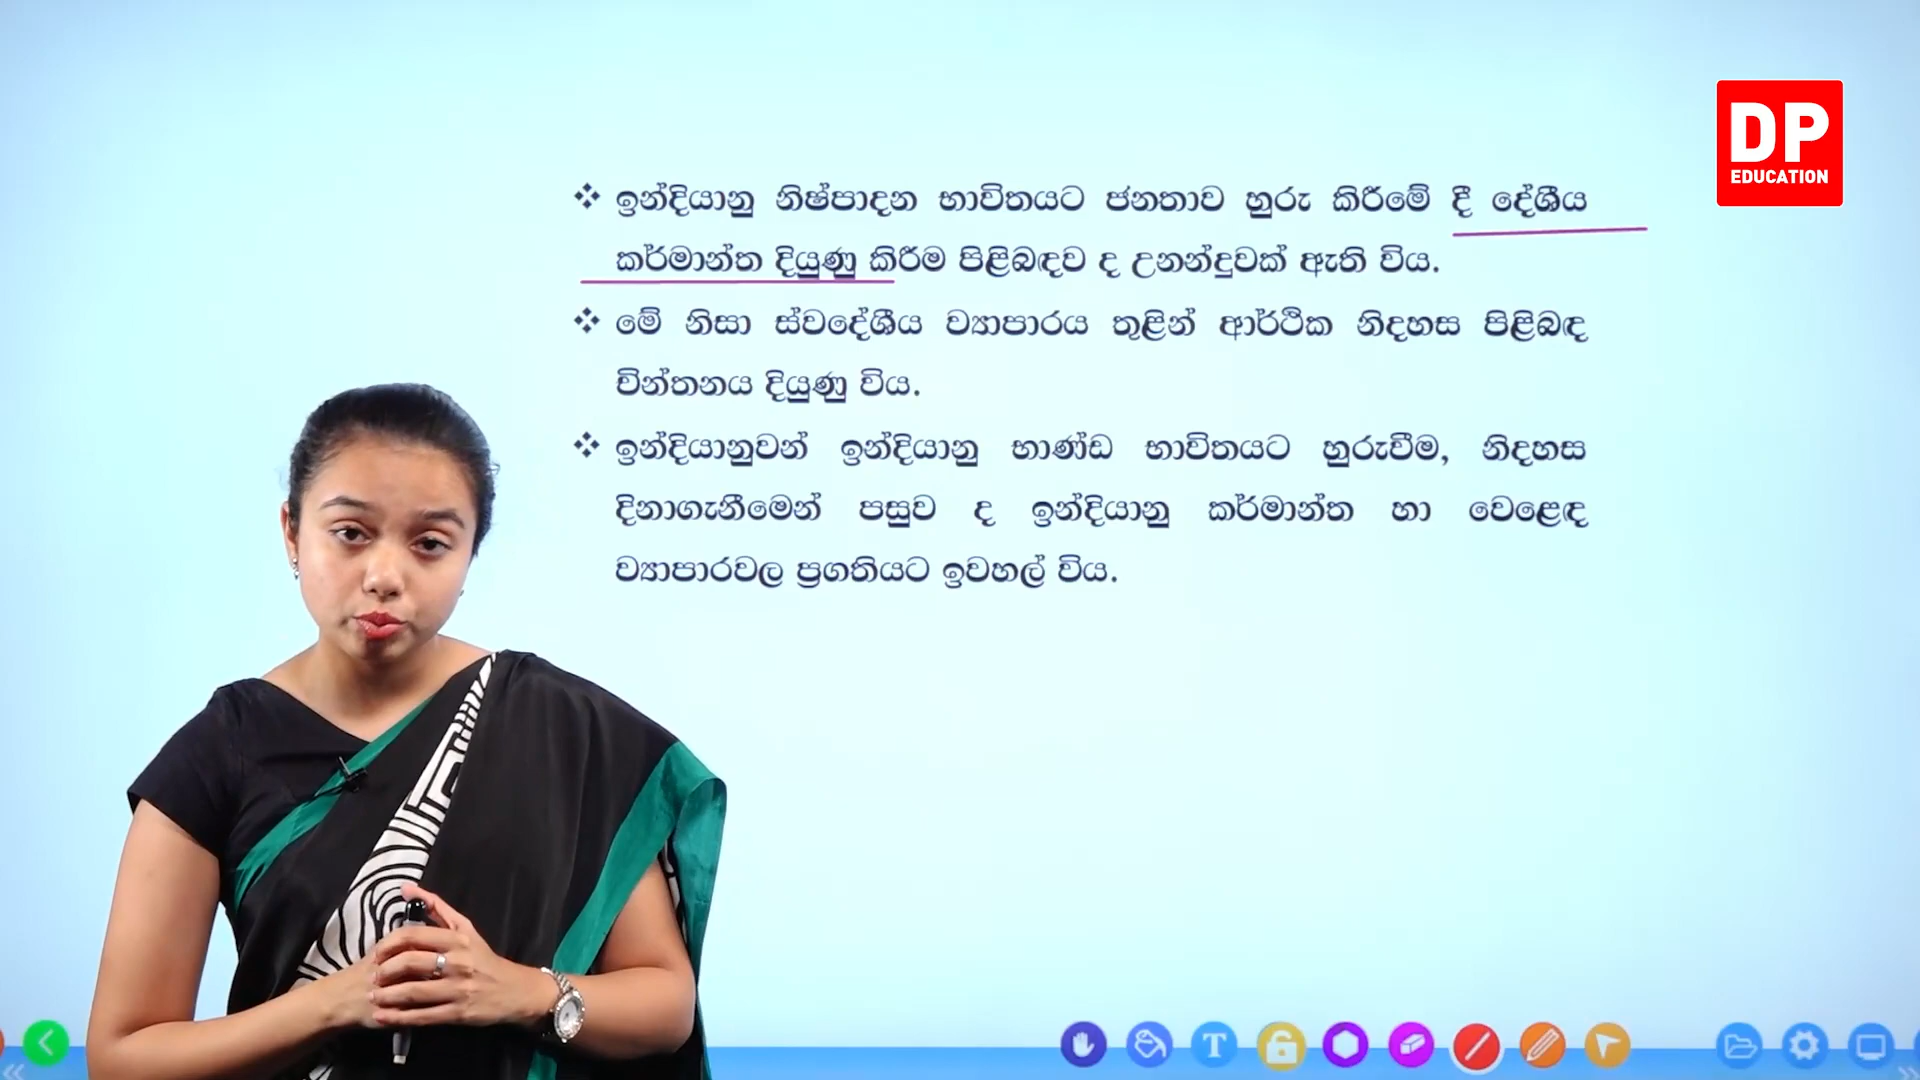 DP
EDUCATION
❖ ඉන්දියානු නිෂ්පාදන භාවිතයට ජනතාව හුරු කිරීමේ දී දේශීය
කර්මාන්ත දියුණු කිරීම පිළිබඳව ද උනන්දුවක් ඇති විය.
❖ මේ නිසා ස්වදේශීය ව්‍යාපාරය තුළින් ආර්ථික නිදහස පිළිබඳ
චින්තනය දියුණු විය.
❖ ඉන්දියානුවන් ඉන්දියානු භාණ්ඩ භාවිතයට හුරුවීම, නිදහස
දිනාගැනීමෙන් පසුව ද ඉන්දියානු කර්මාන්ත හා වෙළෙඳ
ව්‍යාපාරවල ප්‍රගතියට ඉවහල් විය.
T